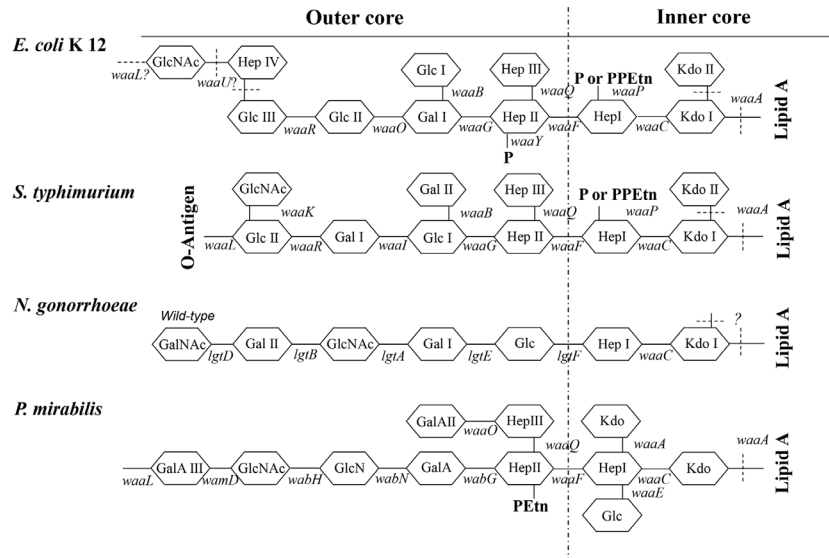 Outer core
Inner core
E. coli K 12
GlcNAc
Hep IV
Glc I
Hep III
P or PPEtn
Kdo II
waaL?
waaU?
waaB
waaQ
waaP
waaA
Glc III
Glc II
Gal I
Hep II
HepI
Kdo I
waaR
waaO
waaG
waaY
waaF
waaC
P
Lipid A
S. typhimurium
O-Antigen
GlcNAc
Gal II
Hep III
P or PPEtn
Kdo II
waaK
waaB
waaQ
waaP
waaA
Glc II
Gal I
Glc I
Hep II
HepI
Kdo I
waaL
waaR
waaI
waaG
waaF
waaC
Lipid A
N. gonorrhoeae
Wild-type
?
GalNAc
Gal II
GlcNAc
Gal I
Glc
Hep I
Kdo I
lgtD
lgtB
lgtA
lgtE
lgtF
waaC
Lipid A
P. mirabilis
GalAII
HepIII
Kdo
waaO
waaQ
waaA
waaA
GalA III
GlcNAc
GlcN
GalA
HepII
HepI
Kdo
waaL
wamD
wabH
wabN
wabG
waaF
waaC
waaE
PEtn
Glc
Lipid A